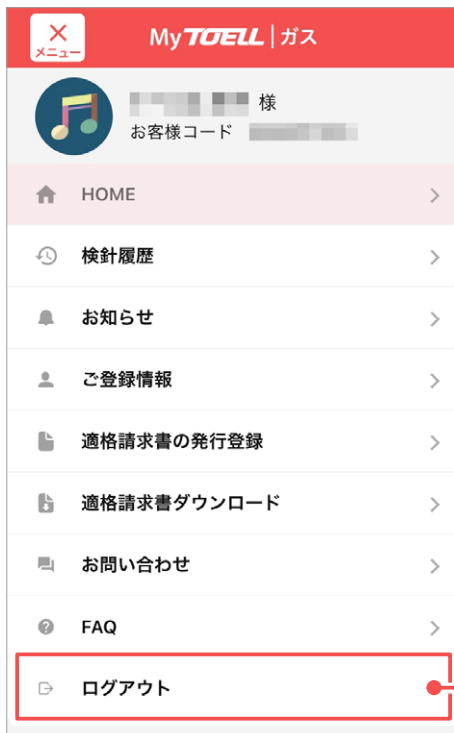 メニュー
My TOELL | ガス
様
お客様コード
HOME
検針履歴
お知らせ
ご登録情報
適格請求書の発行登録
適格請求書ダウンロード
お問い合わせ
FAQ
ログアウト